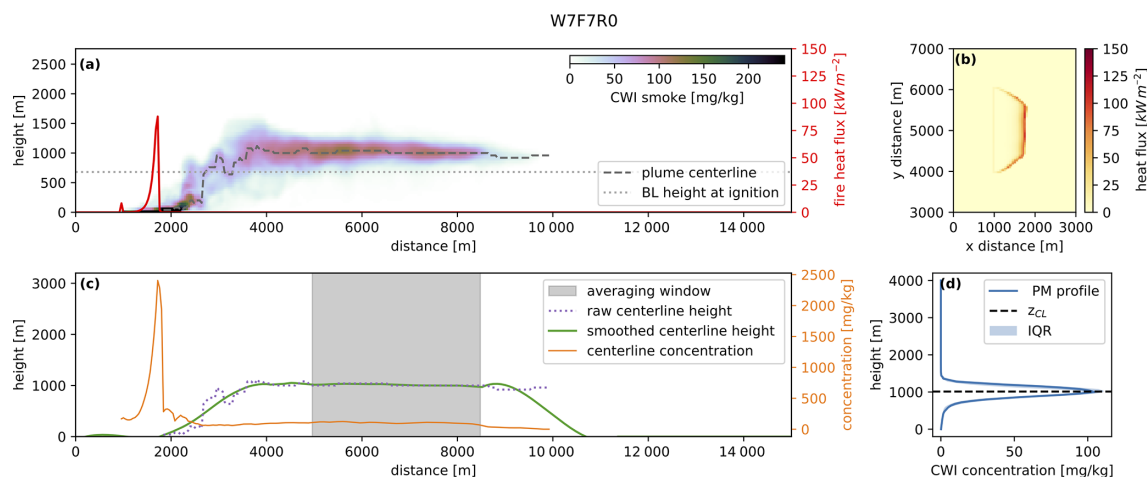 W7F7R0
(a)
height [m]
2500
2000
1500
1000
500
0
0
2000
4000
6000
8000
10 000
12 000
14 000
distance [m]
0
50
100
150
200
CWI smoke [mg/kg]
plume centerline
BL height at ignition
150
125
100
75
50
25
0
fire heat flux [kW m⁻²]
(b)
y distance [m]
7000
6000
5000
4000
3000
0
1000
2000
3000
x distance [m]
150
125
100
75
50
25
0
heat flux [kW m⁻²]
(c)
height [m]
3000
2000
1000
0
0
2000
4000
6000
8000
10 000
12 000
14 000
distance [m]
averaging window
raw centerline height
smoothed centerline height
centerline concentration
2500
2000
1500
1000
500
0
concentration [mg/kg]
(d)
height [m]
4000
3000
2000
1000
0
0
50
100
CWI concentration [mg/kg]
PM profile
z_CL
IQR